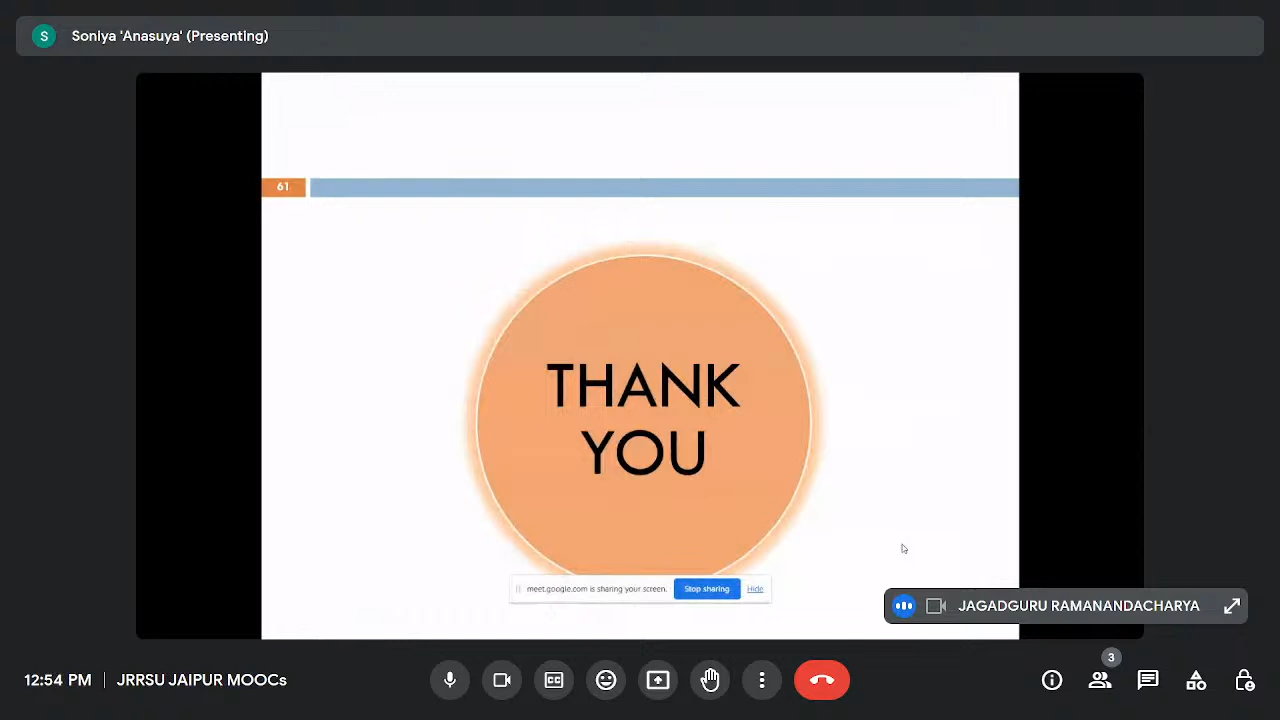 S Soniya 'Anasuya' (Presenting)
61
THANK
YOU
meet.google.com is sharing your screen. Stop sharing Hide
JAGADGURU RAMANANDACHARYA
3
12:54 PM | JRRSU JAIPUR MOOCs